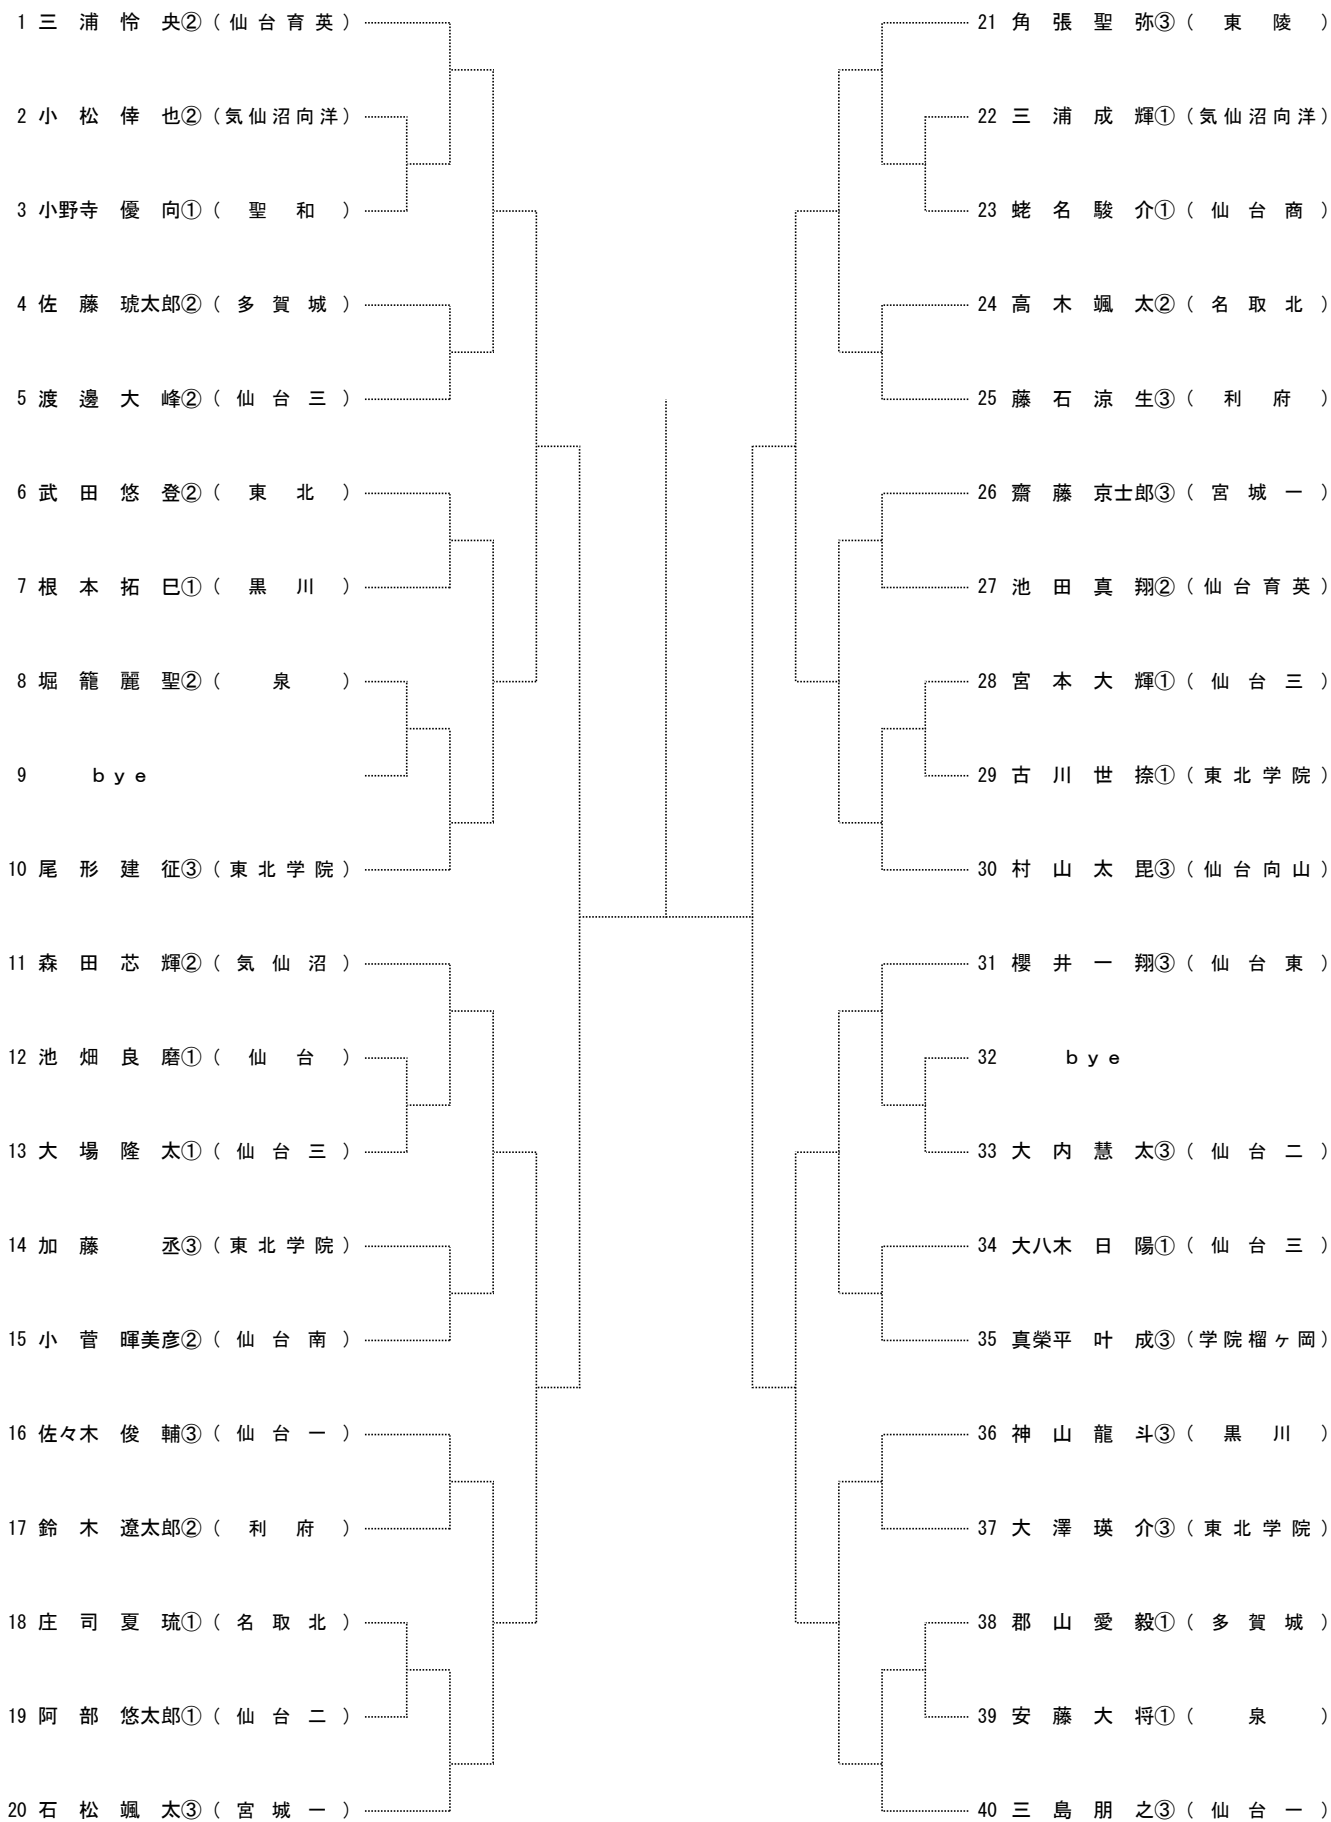 1 三 浦 怜 央② ( 仙 台 育 英 )
2 小 松 倖 也② ( 気 仙 沼 向 洋 )
3 小野寺 優 向① ( 聖 和 )
4 佐 藤 琥太郎② ( 多 賀 城 )
5 渡 邊 大 峰② ( 仙 台 三 )
6 武 田 悠 登② ( 東 北 )
7 根 本 拓 巳① ( 黒 川 )
8 堀 籠 麗 聖② ( 泉 )
9 ｂｙｅ
10 尾 形 建 征③ ( 東 北 学 院 )
11 森 田 芯 輝② ( 気 仙 沼 )
12 池 畑 良 磨① ( 仙 台 )
13 大 場 隆 太① ( 仙 台 三 )
14 加 藤 丞③ ( 東 北 学 院 )
15 小 菅 暉美彦② ( 仙 台 南 )
16 佐々木 俊 輔③ ( 仙 台 一 )
17 鈴 木 遼太郎② ( 利 府 )
18 庄 司 夏 琉① ( 名 取 北 )
19 阿 部 悠太郎① ( 仙 台 二 )
20 石 松 颯 太③ ( 宮 城 一 )
21 角 張 聖 弥③ ( 東 陵 )
22 三 浦 成 輝① ( 気 仙 沼 向 洋 )
23 蛯 名 駿 介① ( 仙 台 商 )
24 高 木 颯 太② ( 名 取 北 )
25 藤 石 涼 生③ ( 利 府 )
26 齋 藤 京士郎③ ( 宮 城 一 )
27 池 田 真 翔② ( 仙 台 育 英 )
28 宮 本 大 輝① ( 仙 台 三 )
29 古 川 世 捺① ( 東 北 学 院 )
30 村 山 太 毘③ ( 仙 台 向 山 )
31 櫻 井 一 翔③ ( 仙 台 東 )
32 ｂｙｅ
33 大 内 慧 太③ ( 仙 台 二 )
34 大八木 日 陽① ( 仙 台 三 )
35 真榮平 叶 成③ ( 学 院 榴 ヶ 岡 )
36 神 山 龍 斗③ ( 黒 川 )
37 大 澤 瑛 介③ ( 東 北 学 院 )
38 郡 山 愛 毅① ( 多 賀 城 )
39 安 藤 大 将① ( 泉 )
40 三 島 朋 之③ ( 仙 台 一 )